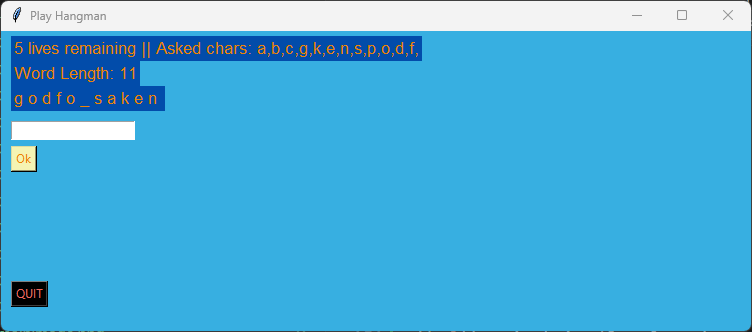 Play Hangman
5 lives remaining || Asked chars: a,b,c,g,k,e,n,s,p,o,d,f,
Word Length: 11
g o d f o _ s a k e n
Ok
QUIT